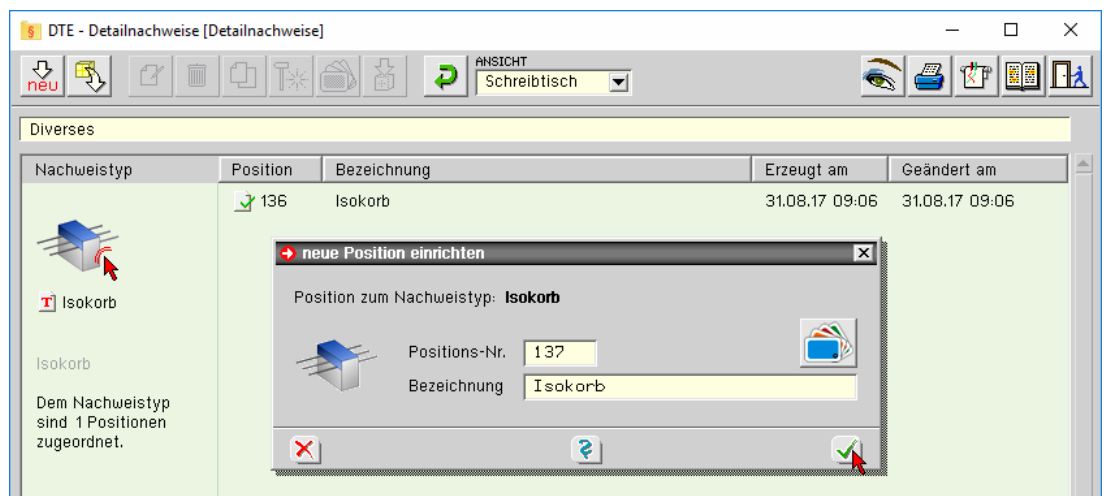 DTE - Detailnachweise [Detailnachweise]
neu
ANSICHT
Schreibtisch
Diverses
Nachweistyp
Position
Bezeichnung
Erzeugt am
Geändert am
136
Isokorb
31.08.17 09:06
31.08.17 09:06
neue Position einrichten
Position zum Nachweistyp: Isokorb
T Isokorb
Positions-Nr. 137
Bezeichnung Isokorb
Isokorb
Dem Nachweistyp
sind 1 Positionen
zugeordnet.